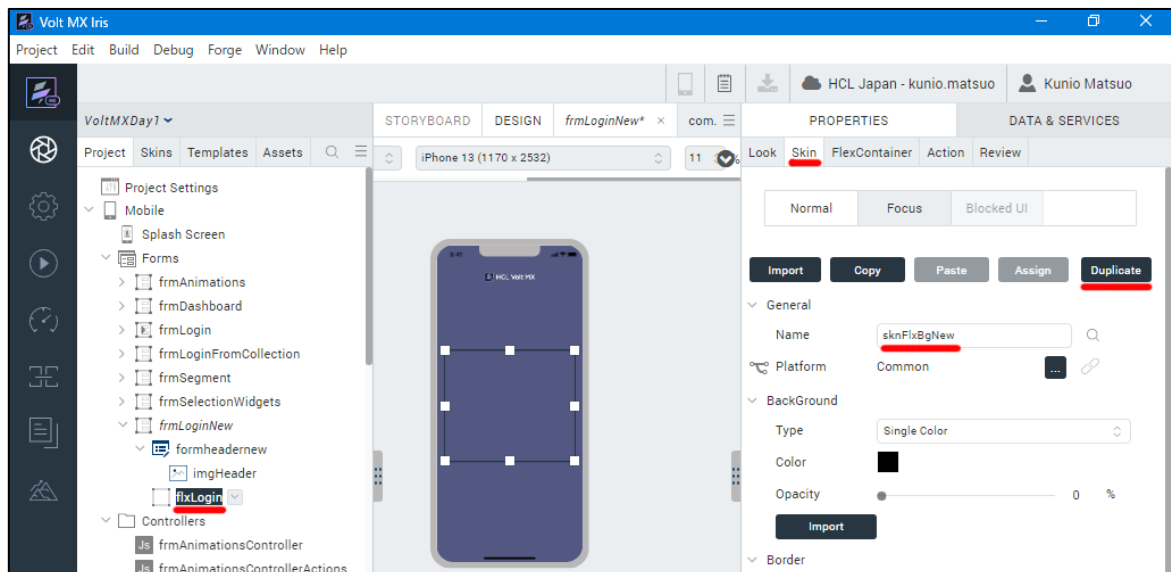 Volt MX Iris
Project Edit Build Debug Forge Window Help
HCL Japan - kunio.matsuo Kunio Matsuo
VoltMXDay1
STORYBOARD DESIGN frmLoginNew* × com.
PROPERTIES DATA & SERVICES
Project Skins Templates Assets
iPhone 13 (1170 x 2532) 11 %
Look Skin FlexContainer Action Review
Project Settings
Mobile
Splash Screen
Forms
frmAnimations
frmDashboard
frmLogin
frmLoginFromCollection
frmSegment
frmSelectionWidgets
frmLoginNew
formheadernew
imgHeader
flxLogin
Controllers
Js frmAnimationsController
Js frmAnimationsControllerActions
9:41
HCL Volt MX
Normal Focus Blocked UI
Import Copy Paste Assign Duplicate
General
Name sknFlxBgNew
Platform Common ...
BackGround
Type Single Color
Color
Opacity 0 %
Import
Border